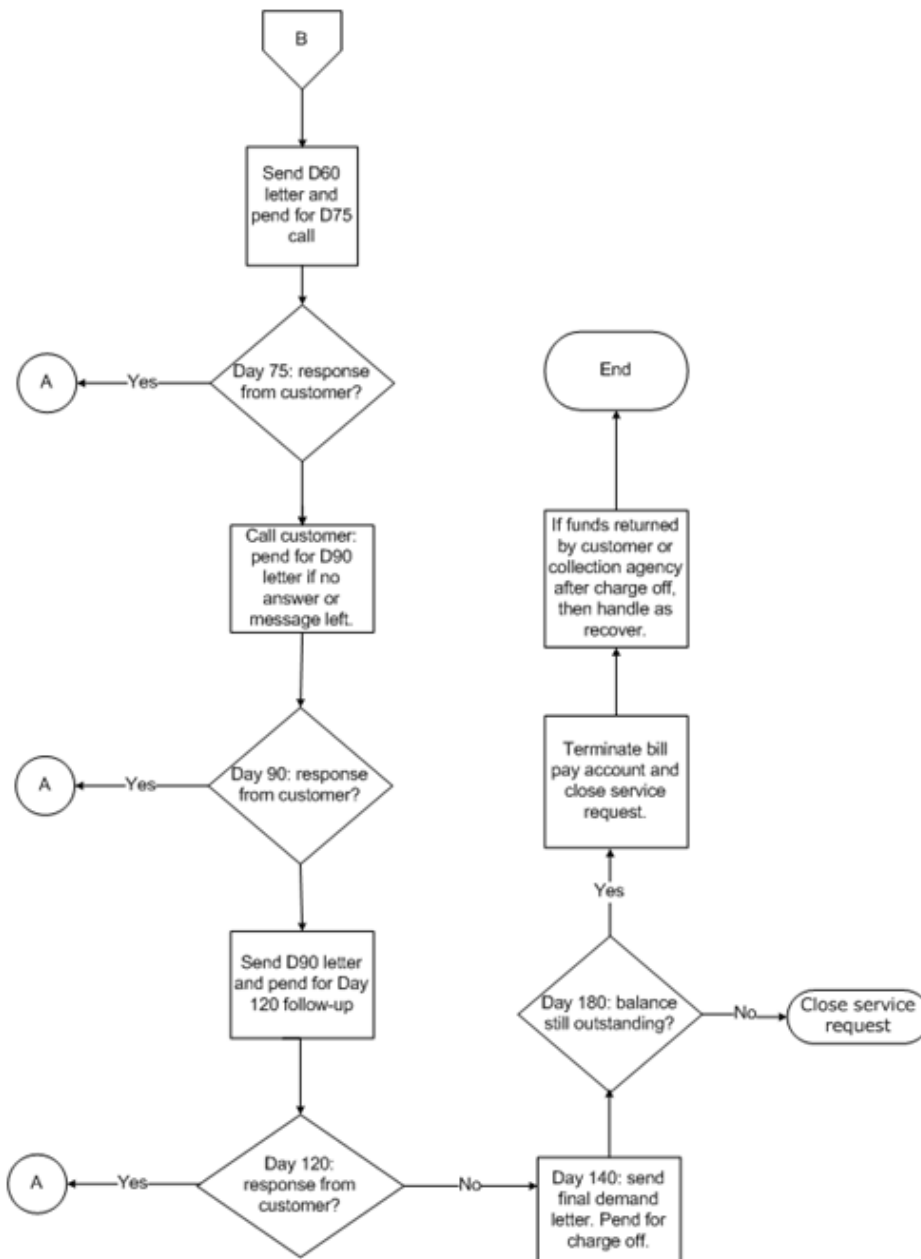 B
Send D60
letter and
pend for D75
call
Day 75: response
from customer?
Yes
A
Call customer:
pend for D90
letter if no
answer or
message left.
Day 90: response
from customer?
Yes
A
Send D90 letter
and pend for Day
120 follow-up
Day 120:
response from
customer?
Yes
A
No
Day 140: send
final demand
letter. Pend for
charge off.
Day 180: balance
still outstanding?
No
Close service
request
Yes
Terminate bill
pay account and
close service
request.
If funds returned
by customer or
collection agency
after charge off,
then handle as
recover.
End